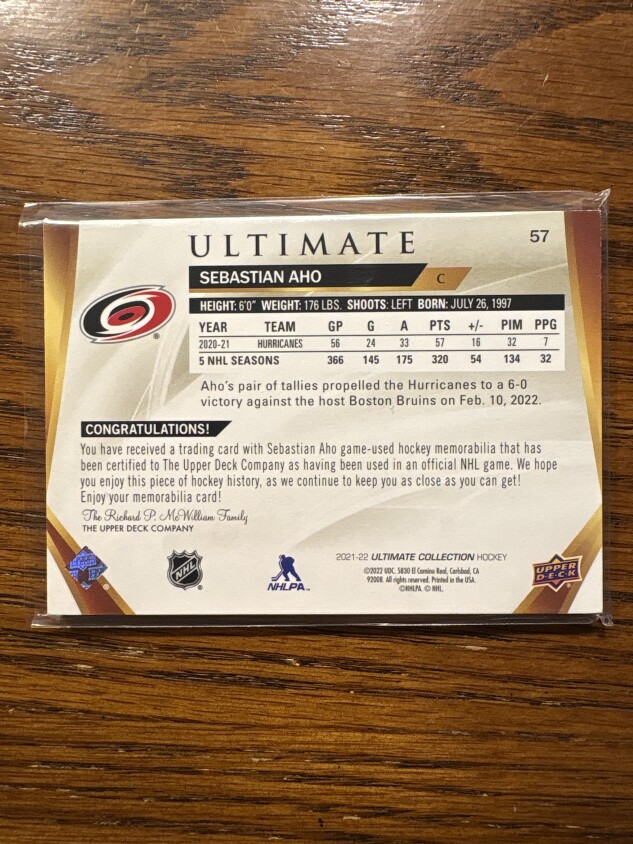 ULTIMATE
57
SEBASTIAN AHO C
HEIGHT: 6'0" WEIGHT: 176 LBS. SHOOTS: LEFT BORN: JULY 26, 1997
YEAR TEAM GP G A PTS +/- PIM PPG
2020-21 HURRICANES 56 24 33 57 16 32 7
5 NHL SEASONS 366 145 175 320 54 134 32
Aho's pair of tallies propelled the Hurricanes to a 6-0
victory against the host Boston Bruins on Feb. 10, 2022.
CONGRATULATIONS!
You have received a trading card with Sebastian Aho game-used hockey memorabilia that has
been certified to The Upper Deck Company as having been used in an official NHL game. We hope
you enjoy this piece of hockey history, as we continue to keep you as close as you can get!
Enjoy your memorabilia card!
The Richard P. McWilliam Family
THE UPPER DECK COMPANY
NHL
NHLPA™
2021-22 ULTIMATE COLLECTION HOCKEY
©2022 UDC, 5830 El Camino Real, Carlsbad, CA
92008. All rights reserved. Printed in the USA.
©NHLPA. © NHL.
UPPER
D·E·C·K